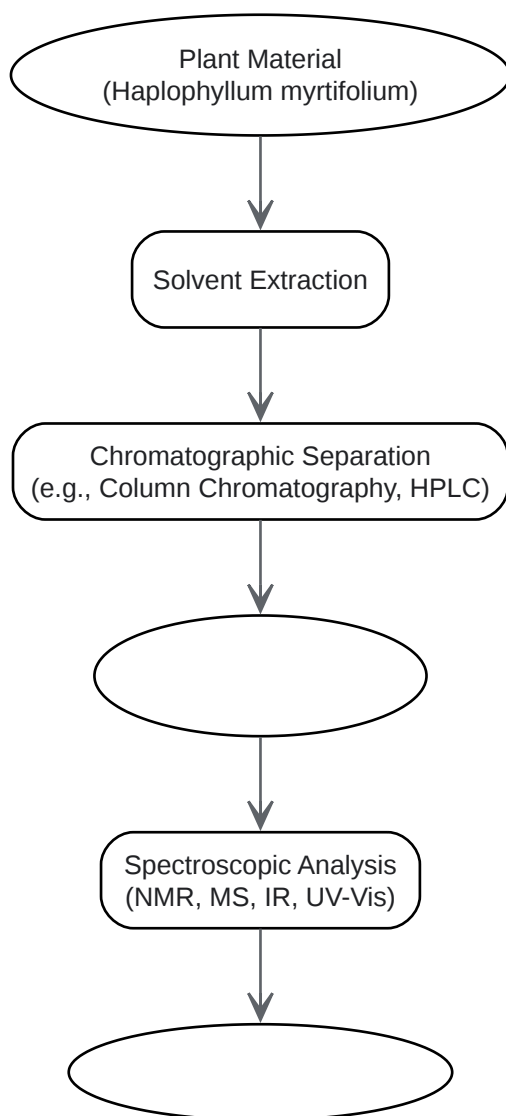 Plant Material
(Haplophyllum myrtifolium)
Solvent Extraction
Chromatographic Separation
(e.g., Column Chromatography, HPLC)
Spectroscopic Analysis
(NMR, MS, IR, UV-Vis)